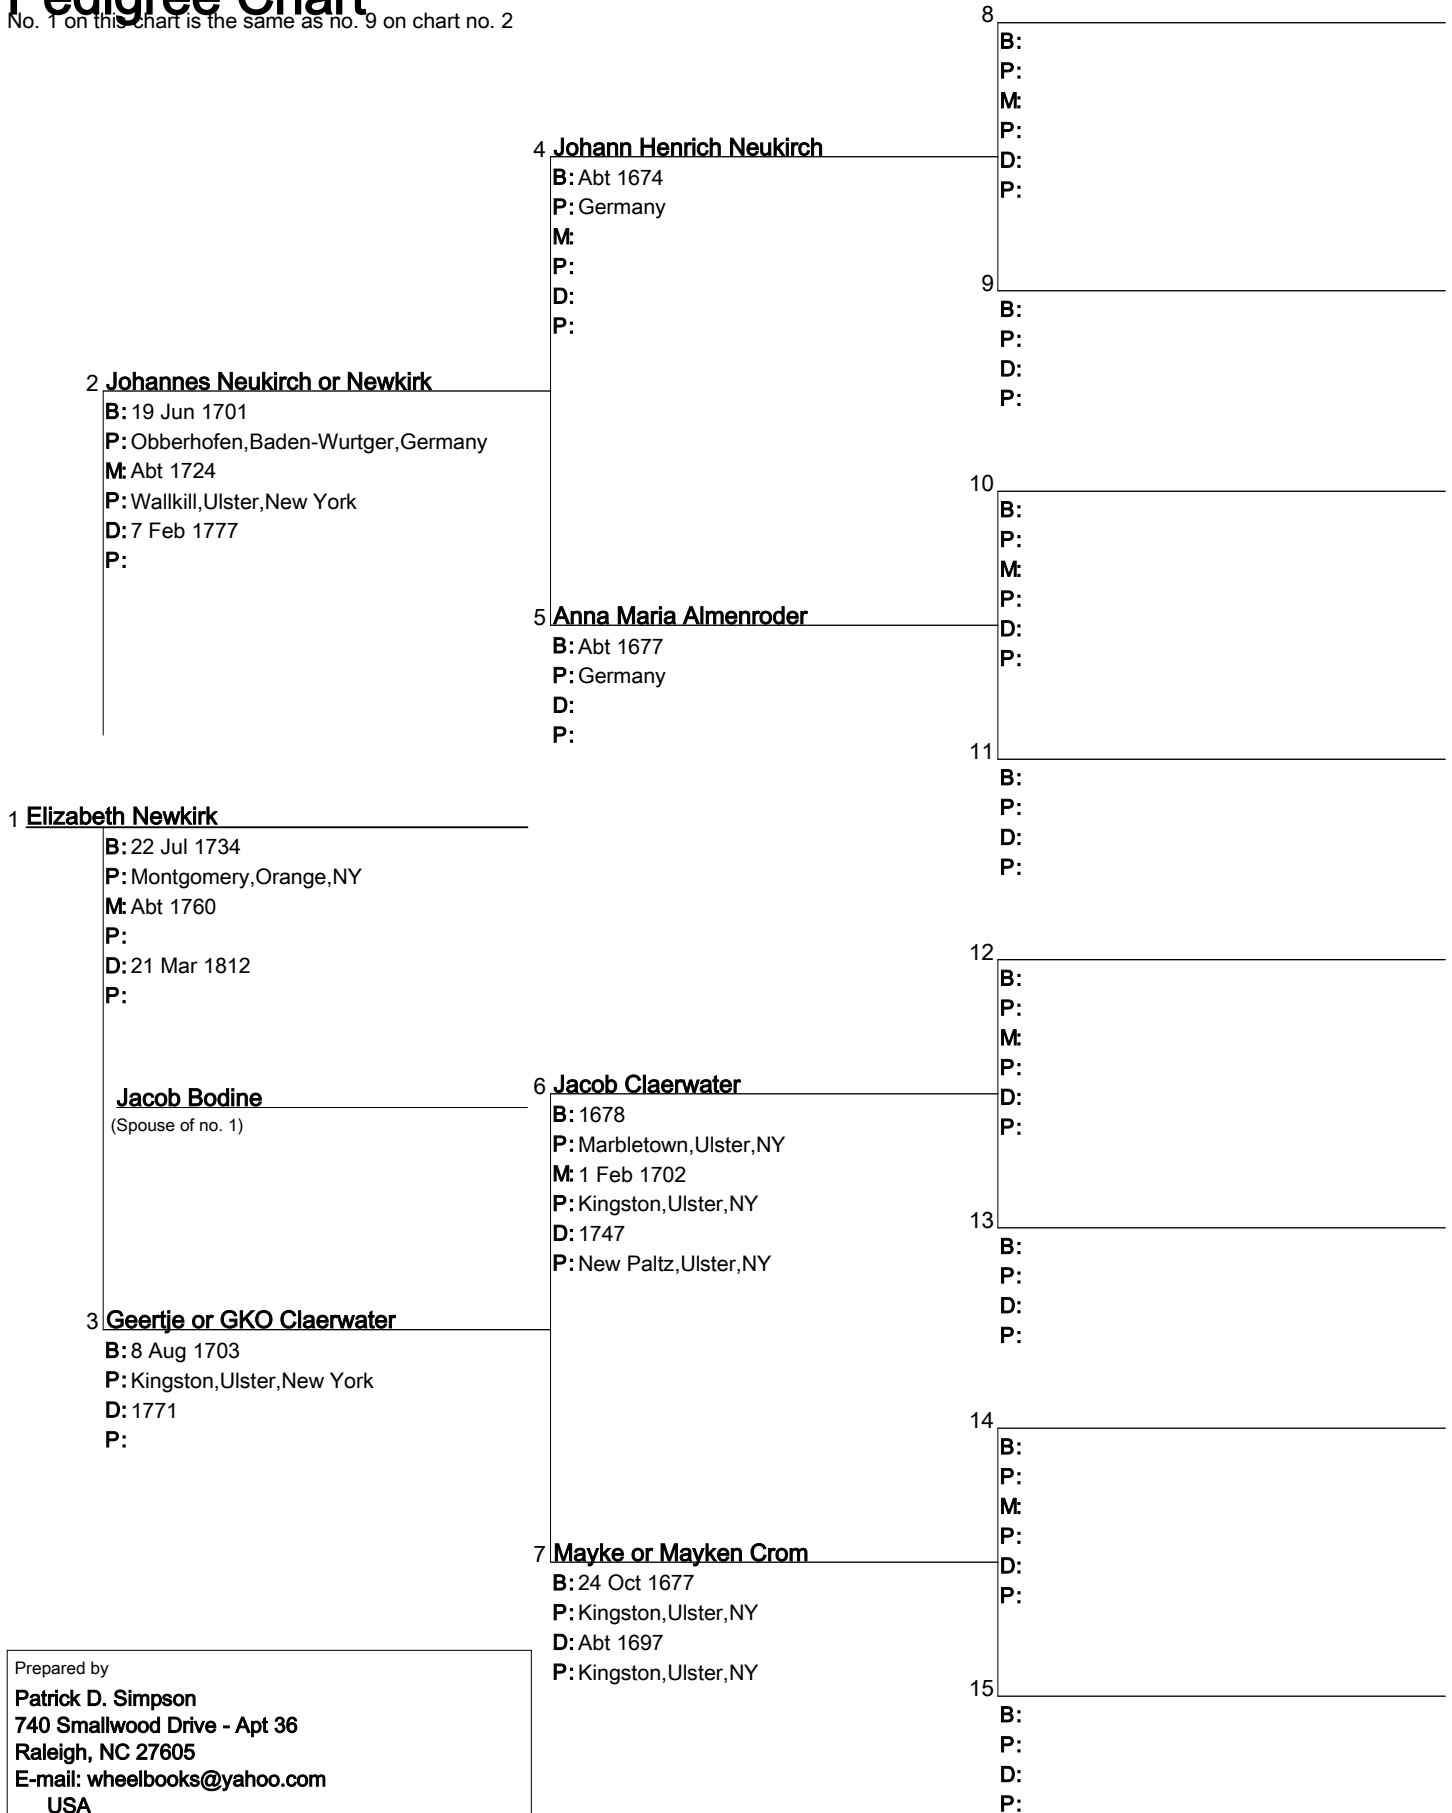 Pedigree Chart
No. 1 on this chart is the same as no. 9 on chart no. 2
8
B:
P:
M:
P:
D:
P:
4 Johann Henrich Neukirch
B: Abt 1674
P: Germany
M:
P:
D:
P:
9
B:
P:
D:
P:
2 Johannes Neukirch or Newkirk
B: 19 Jun 1701
P: Obberhofen,Baden-Wurtger,Germany
M: Abt 1724
P: Wallkill,Ulster,New York
D: 7 Feb 1777
P:
10
B:
P:
M:
P:
D:
P:
5 Anna Maria Almenroder
B: Abt 1677
P: Germany
D:
P:
11
B:
P:
D:
P:
1 Elizabeth Newkirk
B: 22 Jul 1734
P: Montgomery,Orange,NY
M: Abt 1760
P:
D: 21 Mar 1812
P:
Jacob Bodine
(Spouse of no. 1)
12
B:
P:
M:
P:
D:
P:
6 Jacob Claerwater
B: 1678
P: Marbletown,Ulster,NY
M: 1 Feb 1702
P: Kingston,Ulster,NY
D: 1747
P: New Paltz,Ulster,NY
13
B:
P:
D:
P:
3 Geertje or GKO Claerwater
B: 8 Aug 1703
P: Kingston,Ulster,New York
D: 1771
P:
14
B:
P:
M:
P:
D:
P:
7 Mayke or Mayken Crom
B: 24 Oct 1677
P: Kingston,Ulster,NY
D: Abt 1697
P: Kingston,Ulster,NY
15
B:
P:
D:
P:
Prepared by
Patrick D. Simpson
740 Smallwood Drive - Apt 36
Raleigh, NC 27605
E-mail: wheelbooks@yahoo.com
USA